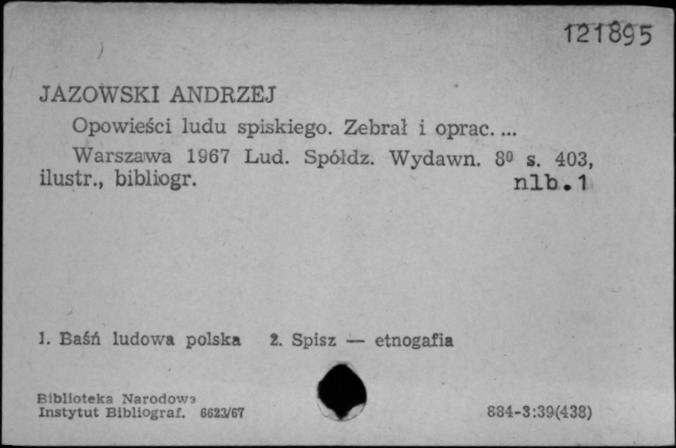 121895
JAZOWSKI ANDRZEJ
Opowieści ludu spiskiego. Zebrał i oprac. ...
Warszawa 1967 Lud. Spółdz. Wydawn. 8⁰ s. 403,
ilustr., bibliogr. nlb.1
1. Baśń ludowa polska 2. Spisz — etnogafia
Biblioteka Narodowa
Instytut Bibliograf. 6623/67 884-3:39(438)